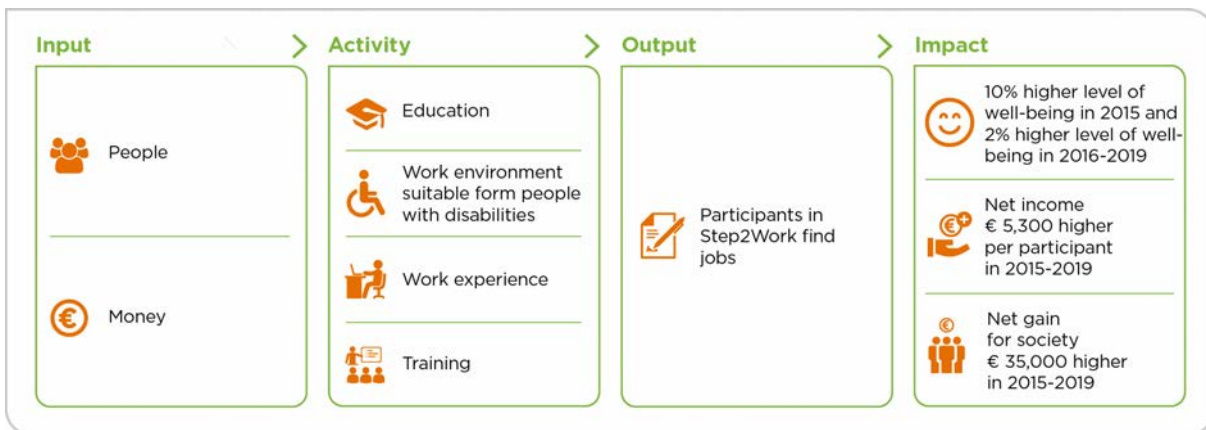 Input
Activity
Output
Impact
People
Money
Education
Work environment
suitable form people
with disabilities
Work experience
Training
Participants in
Step2Work find
jobs
10% higher level of
well-being in 2015 and
2% higher level of well-
being in 2016-2019
Net income
€ 5,300 higher
per participant
in 2015-2019
Net gain
for society
€ 35,000 higher
in 2015-2019